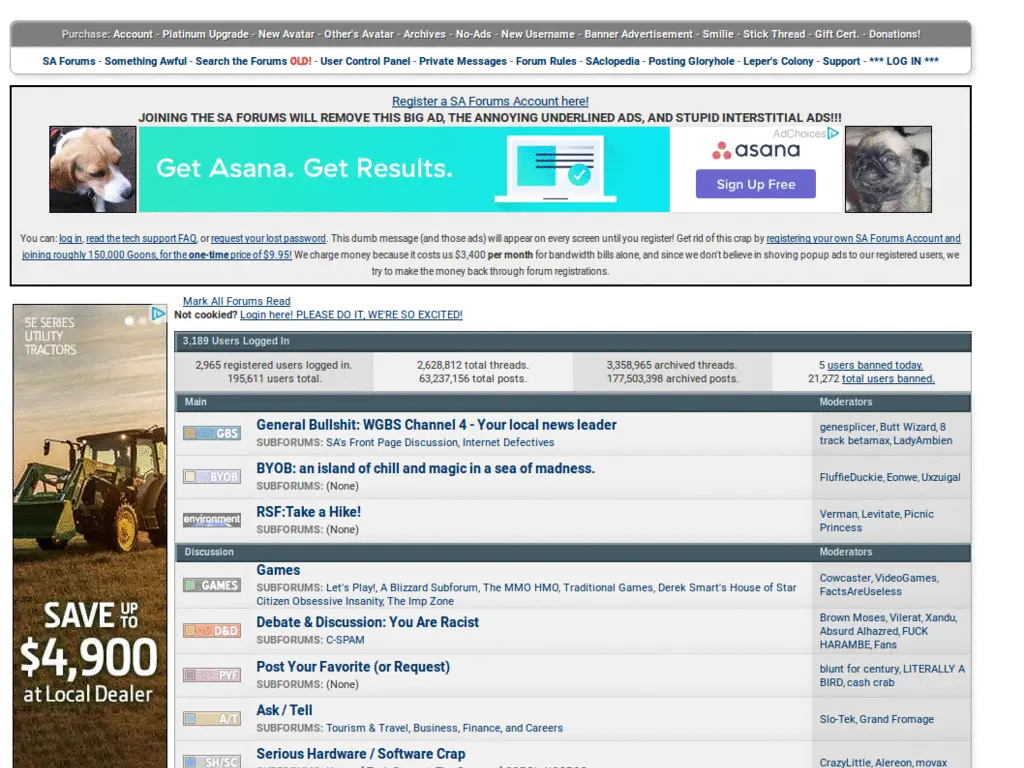 Purchase: Account - Platinum Upgrade - New Avatar - Other's Avatar - Archives - No-Ads - New Username - Banner Advertisement - Smilie - Stick Thread - Gift Cert. - Donations!
SA Forums - Something Awful - Search the Forums OLD! - User Control Panel - Private Messages - Forum Rules - SAclopedia - Posting Gloryhole - Leper's Colony - Support - *** LOG IN ***
Register a SA Forums Account here!
JOINING THE SA FORUMS WILL REMOVE THIS BIG AD, THE ANNOYING UNDERLINED ADS, AND STUPID INTERSTITIAL ADS!!!
AdChoices
Get Asana. Get Results.
asana
Sign Up Free
You can: log in, read the tech support FAQ, or request your lost password. This dumb message (and those ads) will appear on every screen until you register! Get rid of this crap by registering your own SA Forums Account and
joining roughly 150,000 Goons, for the one-time price of $9.95! We charge money because it costs us $3,400 per month for bandwidth bills alone, and since we don't believe in shoving popup ads to our registered users, we
try to make the money back through forum registrations.
5E SERIES
UTILITY
TRACTORS
SAVE UP TO
$4,900
at Local Dealer
Mark All Forums Read
Not cookied? Login here! PLEASE DO IT, WE'RE SO EXCITED!
3,189 Users Logged In
2,965 registered users logged in.
195,611 users total.
2,628,812 total threads.
63,237,156 total posts.
3,358,965 archived threads.
177,503,398 archived posts.
5 users banned today.
21,272 total users banned.
Main
Moderators
GBS
General Bullshit: WGBS Channel 4 - Your local news leader
SUBFORUMS: SA's Front Page Discussion, Internet Defectives
genesplicer, Butt Wizard, 8
track betamax, LadyAmbien
BYOB
BYOB: an island of chill and magic in a sea of madness.
SUBFORUMS: (None)
FluffieDuckie, Eonwe, Uxzuigal
environment
RSF:Take a Hike!
SUBFORUMS: (None)
Verman, Levitate, Picnic
Princess
Discussion
Moderators
GAMES
Games
SUBFORUMS: Let's Play!, A Blizzard Subforum, The MMO HMO, Traditional Games, Derek Smart's House of Star
Citizen Obsessive Insanity, The Imp Zone
Cowcaster, VideoGames,
FactsAreUseless
D&D
Debate & Discussion: You Are Racist
SUBFORUMS: C-SPAM
Brown Moses, Vilerat, Xandu,
Absurd Alhazred, FUCK
HARAMBE, Fans
PYF
Post Your Favorite (or Request)
SUBFORUMS: (None)
blunt for century, LITERALLY A
BIRD, cash crab
A/T
Ask / Tell
SUBFORUMS: Tourism & Travel, Business, Finance, and Careers
Slo-Tek, Grand Fromage
SH/SC
Serious Hardware / Software Crap
CrazyLittle, Alereon, movax